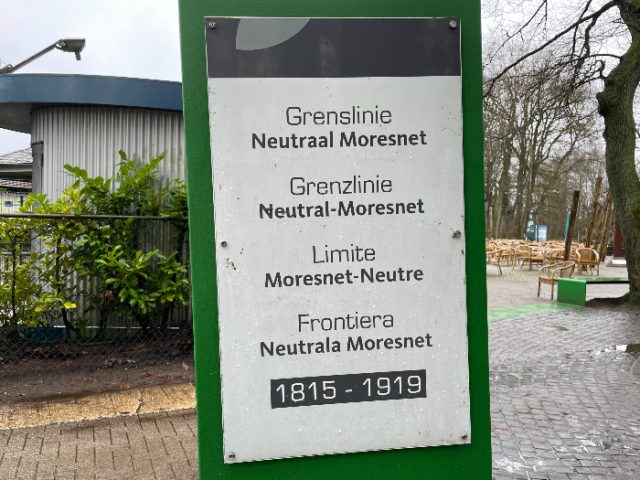 Grenslinie
Neutraal Moresnet
Grenzlinie
Neutral-Moresnet
Limite
Moresnet-Neutre
Frontiera
Neutrala Moresnet
1815 - 1919